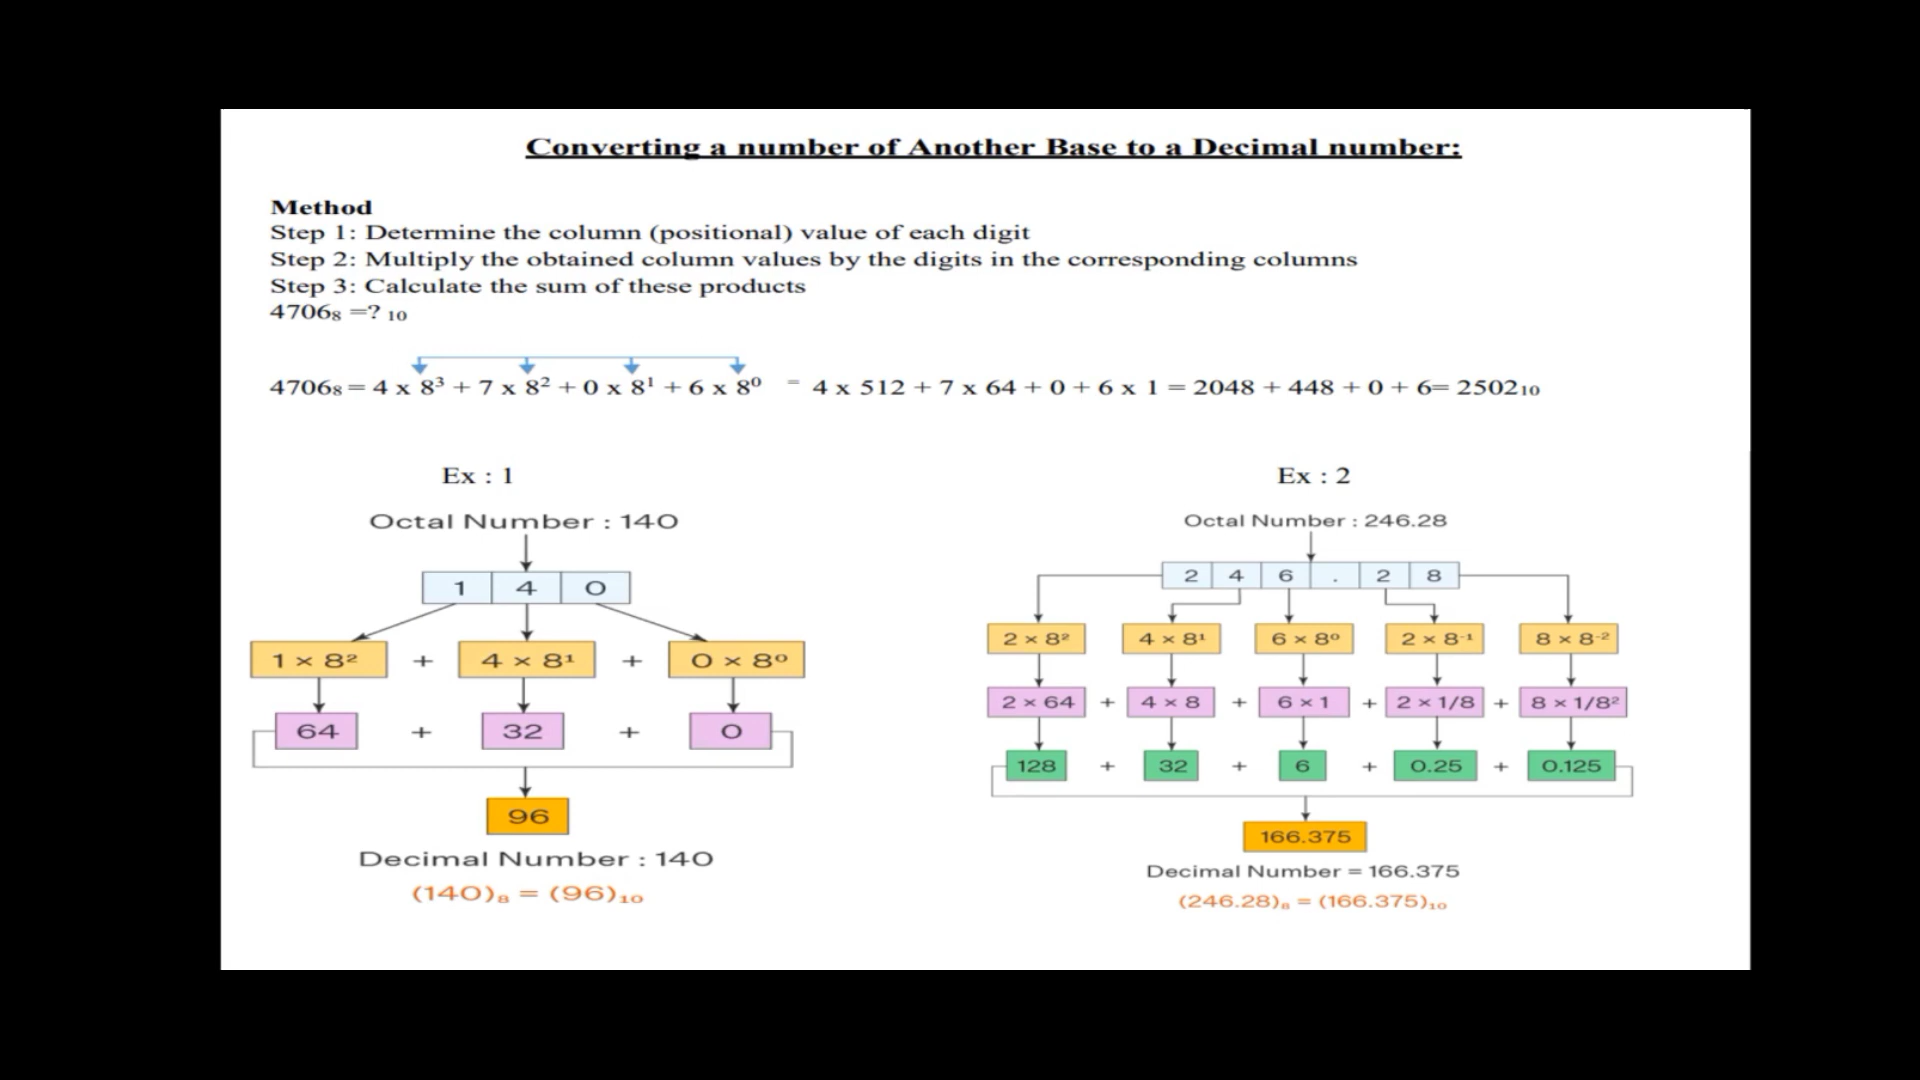 Converting a number of Another Base to a Decimal number:
Method
Step 1: Determine the column (positional) value of each digit
Step 2: Multiply the obtained column values by the digits in the corresponding columns
Step 3: Calculate the sum of these products
4706₈ =? ₁₀
4706₈ = 4 x 8³ + 7 x 8² + 0 x 8¹ + 6 x 8⁰ = 4 x 512 + 7 x 64 + 0 + 6 x 1 = 2048 + 448 + 0 + 6= 2502₁₀
Ex : 1
Octal Number : 140
1 4 0
1 × 8² + 4 × 8¹ + 0 × 8⁰
64 + 32 + 0
96
Decimal Number : 140
(140)₈ = (96)₁₀
Ex : 2
Octal Number : 246.28
2 4 6 . 2 8
2 × 8² 4 × 8¹ 6 × 8⁰ 2 × 8⁻¹ 8 × 8⁻²
2 × 64 + 4 × 8 + 6 × 1 + 2 × 1/8 + 8 × 1/8²
128 + 32 + 6 + 0.25 + 0.125
166.375
Decimal Number = 166.375
(246.28)₈ = (166.375)₁₀